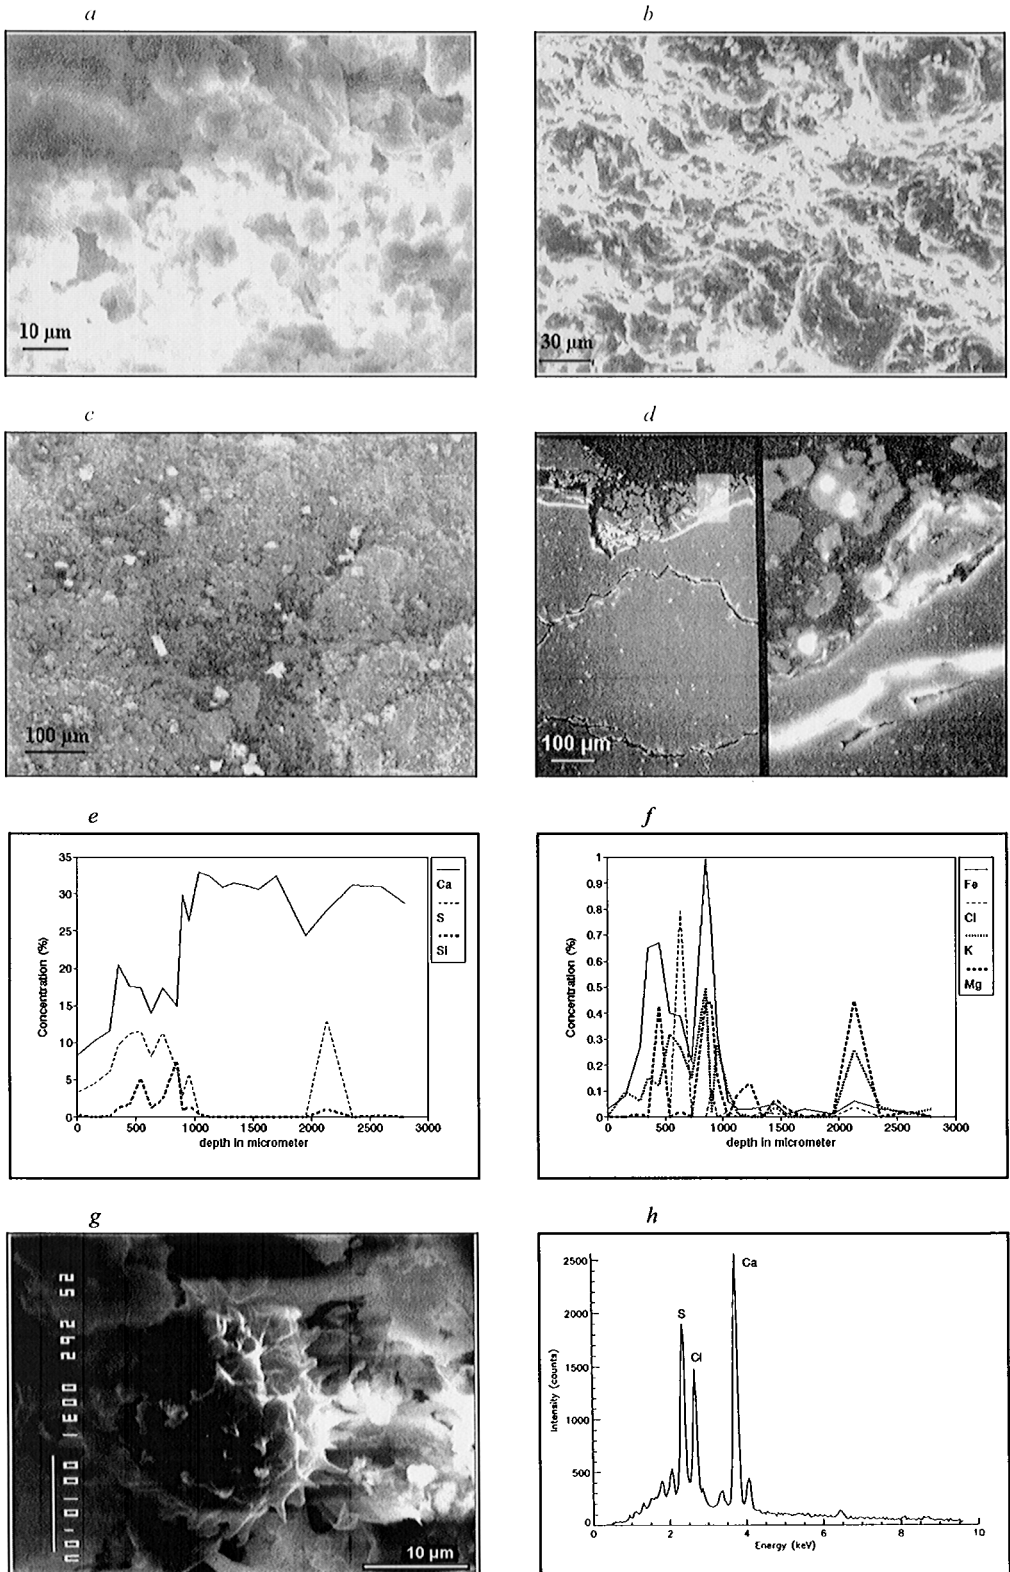 a
b
10 µm
30 µm
c
d
100 µm
100 µm
e
f
35
30
25
20
15
10
5
0
Concentration (%)
0 500 1000 1500 2000 2500 3000
depth in micrometer
Ca
S
SI
1
0.9
0.8
0.7
0.6
0.5
0.4
0.3
0.2
0.1
0
Concentration (%)
0 500 1000 1500 2000 2500 3000
depth in micrometer
Fe
Cl
K
Mg
g
h
10 µm
2500
2000
1500
1000
500
0
Intensity (counts)
S
Cl
Ca
0 2 4 6 8 10
Energy (keV)